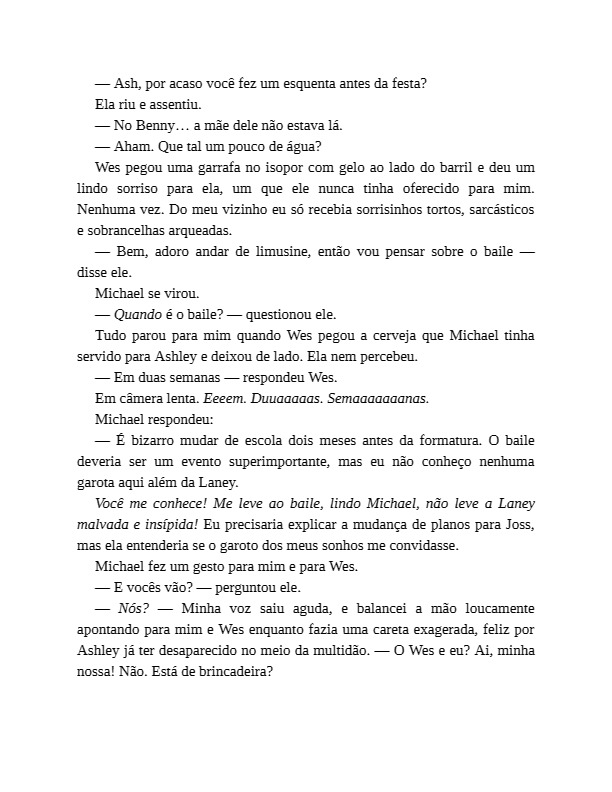 — Ash, por acaso você fez um esquenta antes da festa?
Ela riu e assentiu.
— No Benny… a mãe dele não estava lá.
— Aham. Que tal um pouco de água?
Wes pegou uma garrafa no isopor com gelo ao lado do barril e deu um
lindo sorriso para ela, um que ele nunca tinha oferecido para mim.
Nenhuma vez. Do meu vizinho eu só recebia sorrisinhos tortos, sarcásticos
e sobrancelhas arqueadas.
— Bem, adoro andar de limusine, então vou pensar sobre o baile —
disse ele.
Michael se virou.
— Quando é o baile? — questionou ele.
Tudo parou para mim quando Wes pegou a cerveja que Michael tinha
servido para Ashley e deixou de lado. Ela nem percebeu.
— Em duas semanas — respondeu Wes.
Em câmera lenta. Eeeem. Duuaaaaas. Semaaaaaaanas.
Michael respondeu:
— É bizarro mudar de escola dois meses antes da formatura. O baile
deveria ser um evento superimportante, mas eu não conheço nenhuma
garota aqui além da Laney.
Você me conhece! Me leve ao baile, lindo Michael, não leve a Laney
malvada e insípida! Eu precisaria explicar a mudança de planos para Joss,
mas ela entenderia se o garoto dos meus sonhos me convidasse.
Michael fez um gesto para mim e para Wes.
— E vocês vão? — perguntou ele.
— Nós? — Minha voz saiu aguda, e balancei a mão loucamente
apontando para mim e Wes enquanto fazia uma careta exagerada, feliz por
Ashley já ter desaparecido no meio da multidão. — O Wes e eu? Ai, minha
nossa! Não. Está de brincadeira?